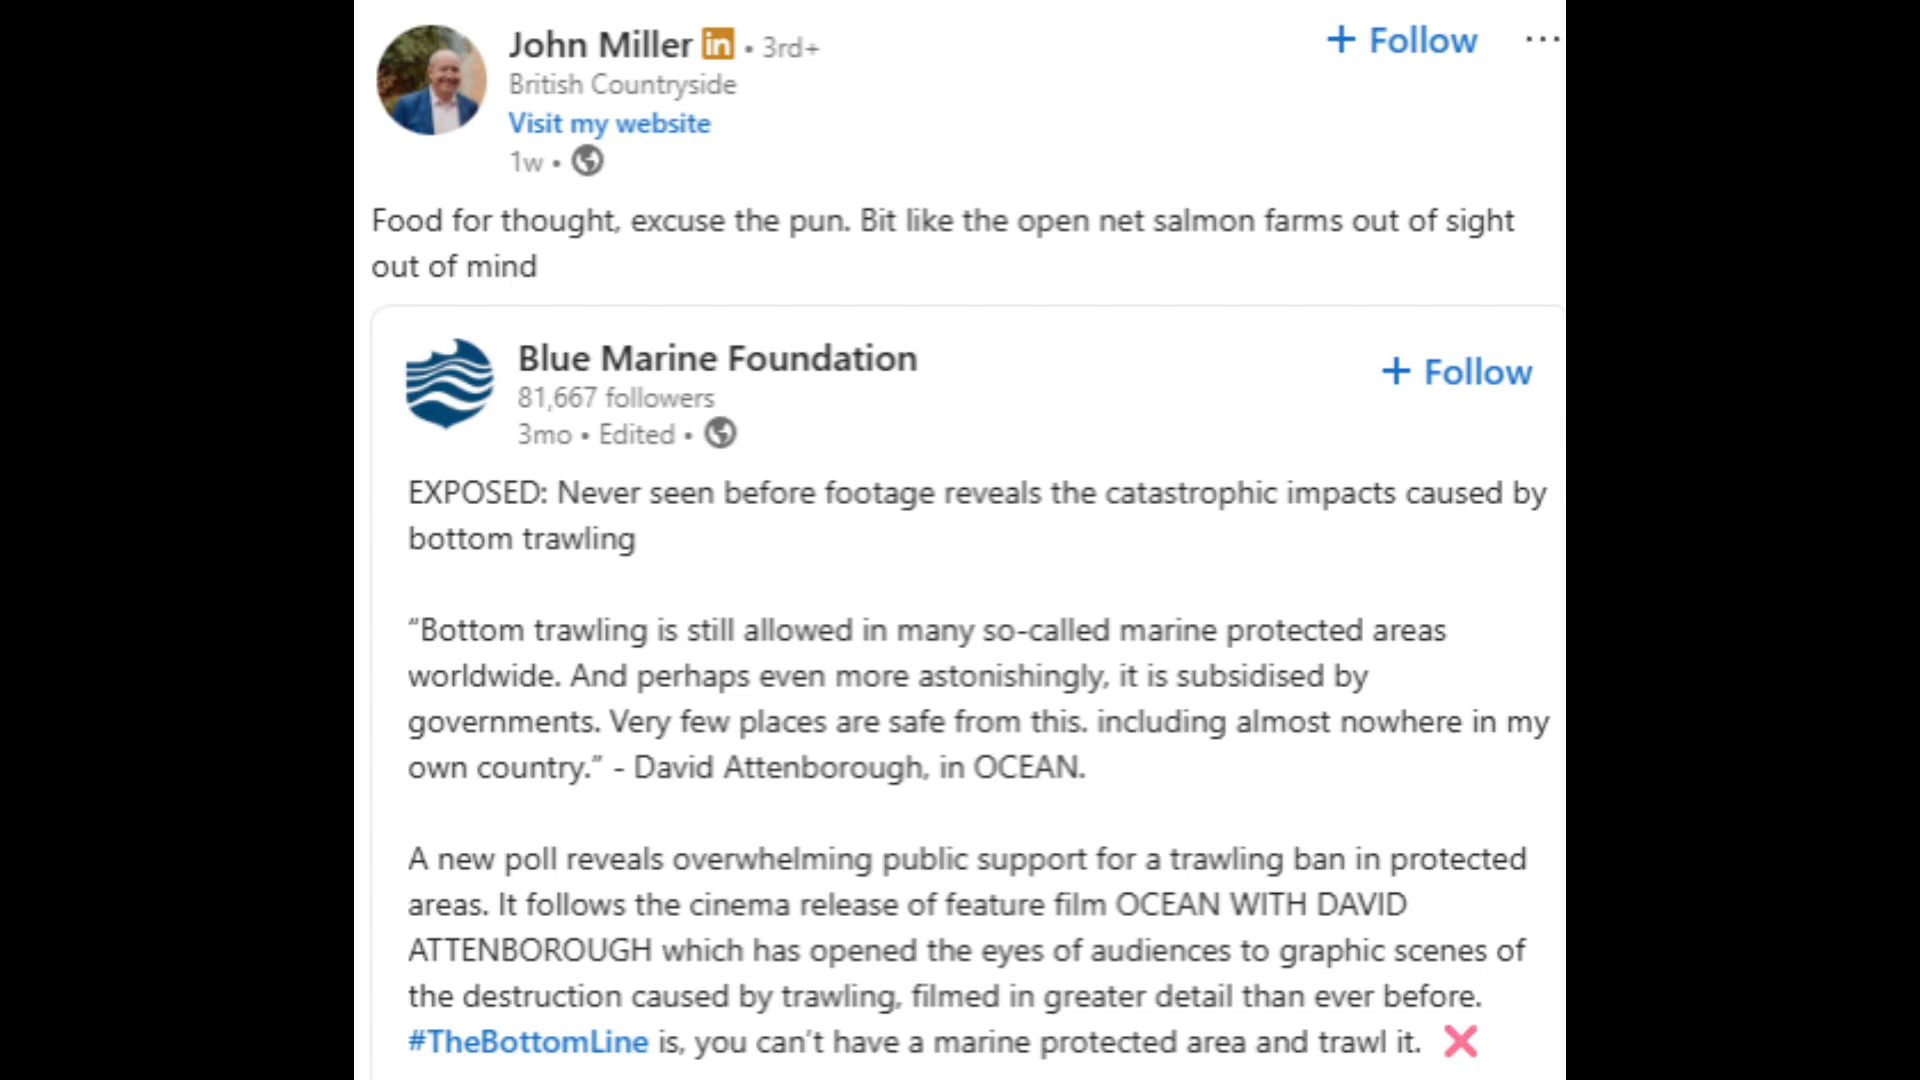 John Miller in • 3rd+
+ Follow ...
British Countryside
Visit my website
1w •
Food for thought, excuse the pun. Bit like the open net salmon farms out of sight
out of mind
Blue Marine Foundation
+ Follow
81,667 followers
3mo • Edited •
EXPOSED: Never seen before footage reveals the catastrophic impacts caused by
bottom trawling
“Bottom trawling is still allowed in many so-called marine protected areas
worldwide. And perhaps even more astonishingly, it is subsidised by
governments. Very few places are safe from this. including almost nowhere in my
own country.” - David Attenborough, in OCEAN.
A new poll reveals overwhelming public support for a trawling ban in protected
areas. It follows the cinema release of feature film OCEAN WITH DAVID
ATTENBOROUGH which has opened the eyes of audiences to graphic scenes of
the destruction caused by trawling, filmed in greater detail than ever before.
#TheBottomLine is, you can’t have a marine protected area and trawl it. ❌